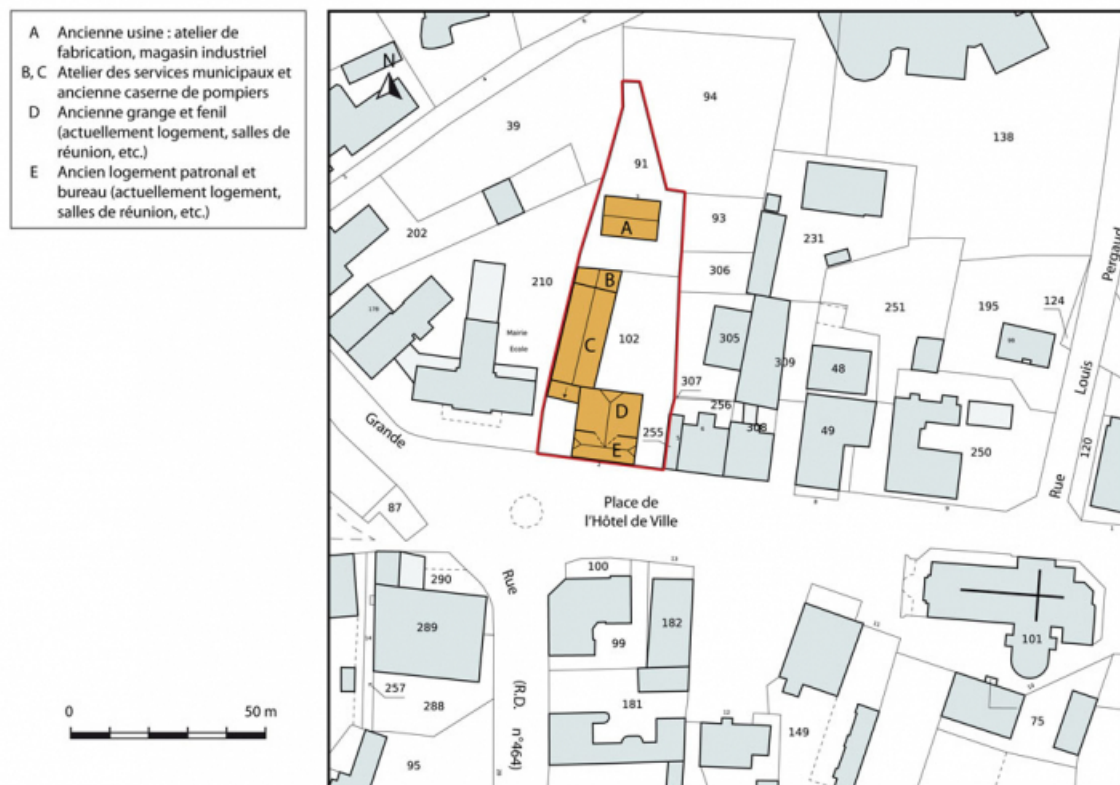 A Ancienne usine : atelier de
fabrication, magasin industriel
B, C Atelier des services municipaux et
ancienne caserne de pompiers
D Ancienne grange et fenil
(actuellement logement, salles de
réunion, etc.)
E Ancien logement patronal et
bureau (actuellement logement,
salles de réunion, etc.)
0 50 m
N
94
39
138
91
A
93
202
231
Pergaud
306
B
210
251
195
124
178
102
305
Mairie
Ecole
C
309
48
Louis
307
256
D
255
308
49
Grande
E
250
120
Rue
Place de
l'Hôtel de Ville
87
100
290
Rue
182
289
99
101
257
288
181
(R.D.
n°464)
75
149
95